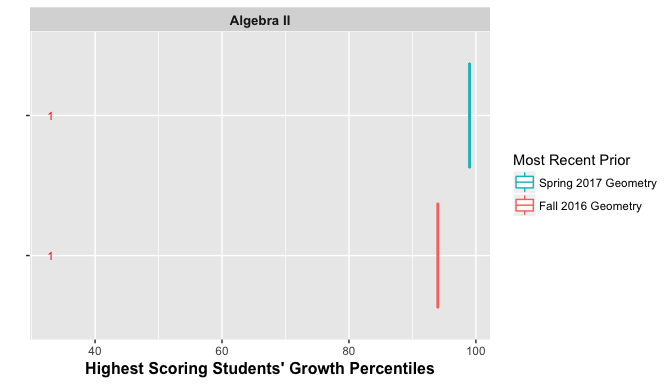 Algebra II
1
1
40 60 80 100
Highest Scoring Students' Growth Percentiles
Most Recent Prior
Spring 2017 Geometry
Fall 2016 Geometry